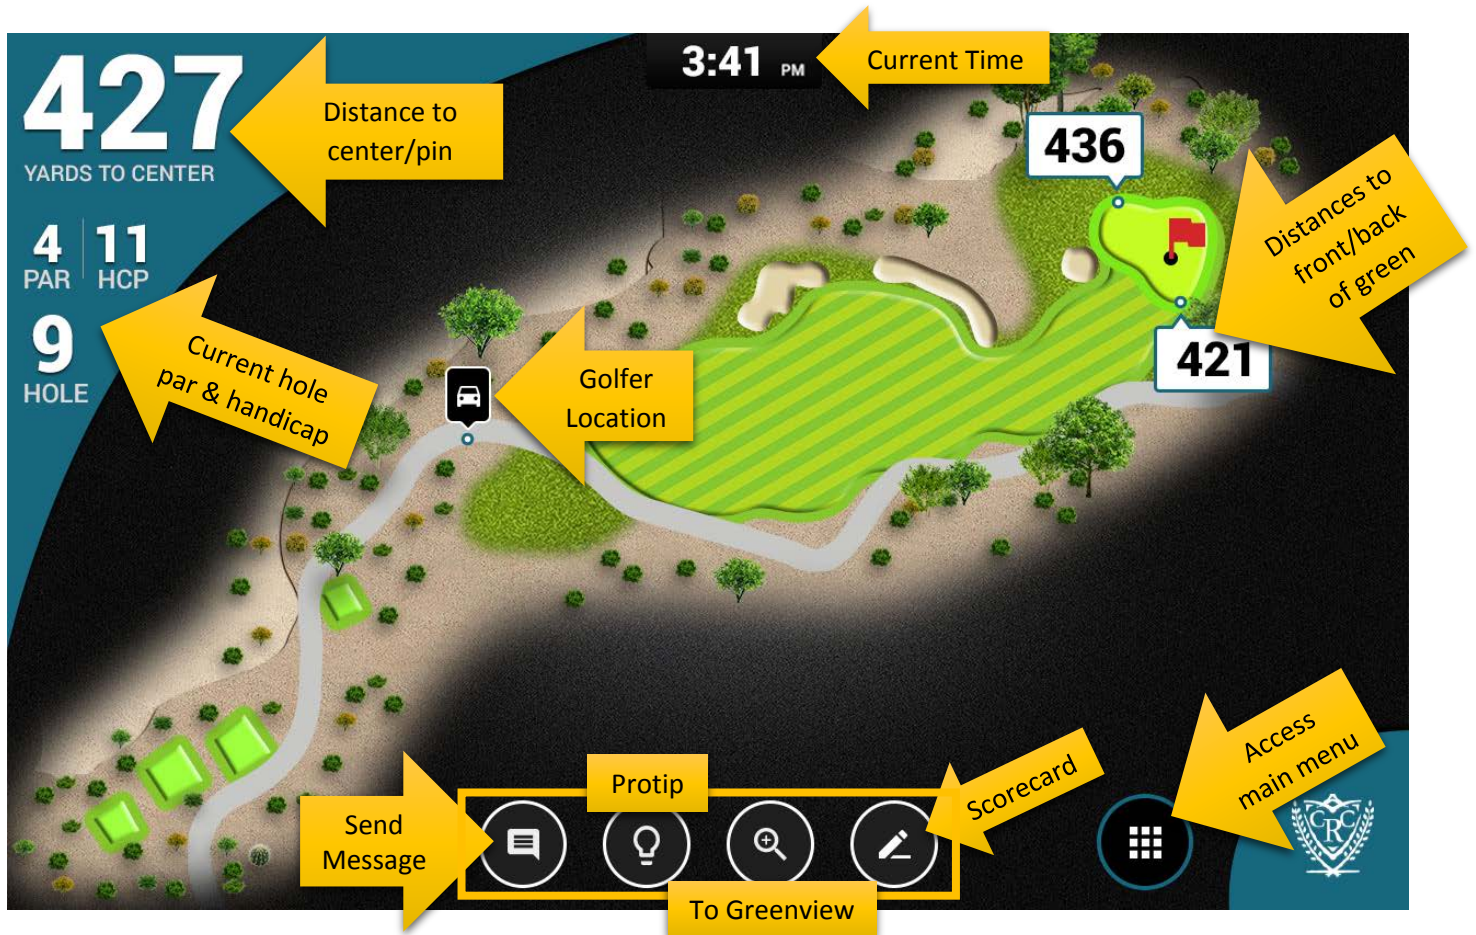 427
YARDS TO CENTER
Distance to
center/pin
3:41 PM
Current Time
436
Distances to
front/back
of green
421
4 11
PAR HCP
9
HOLE
Current hole
par & handicap
Golfer
Location
Send
Message
Protip
To Greenview
Scorecard
Access
main menu
CRC